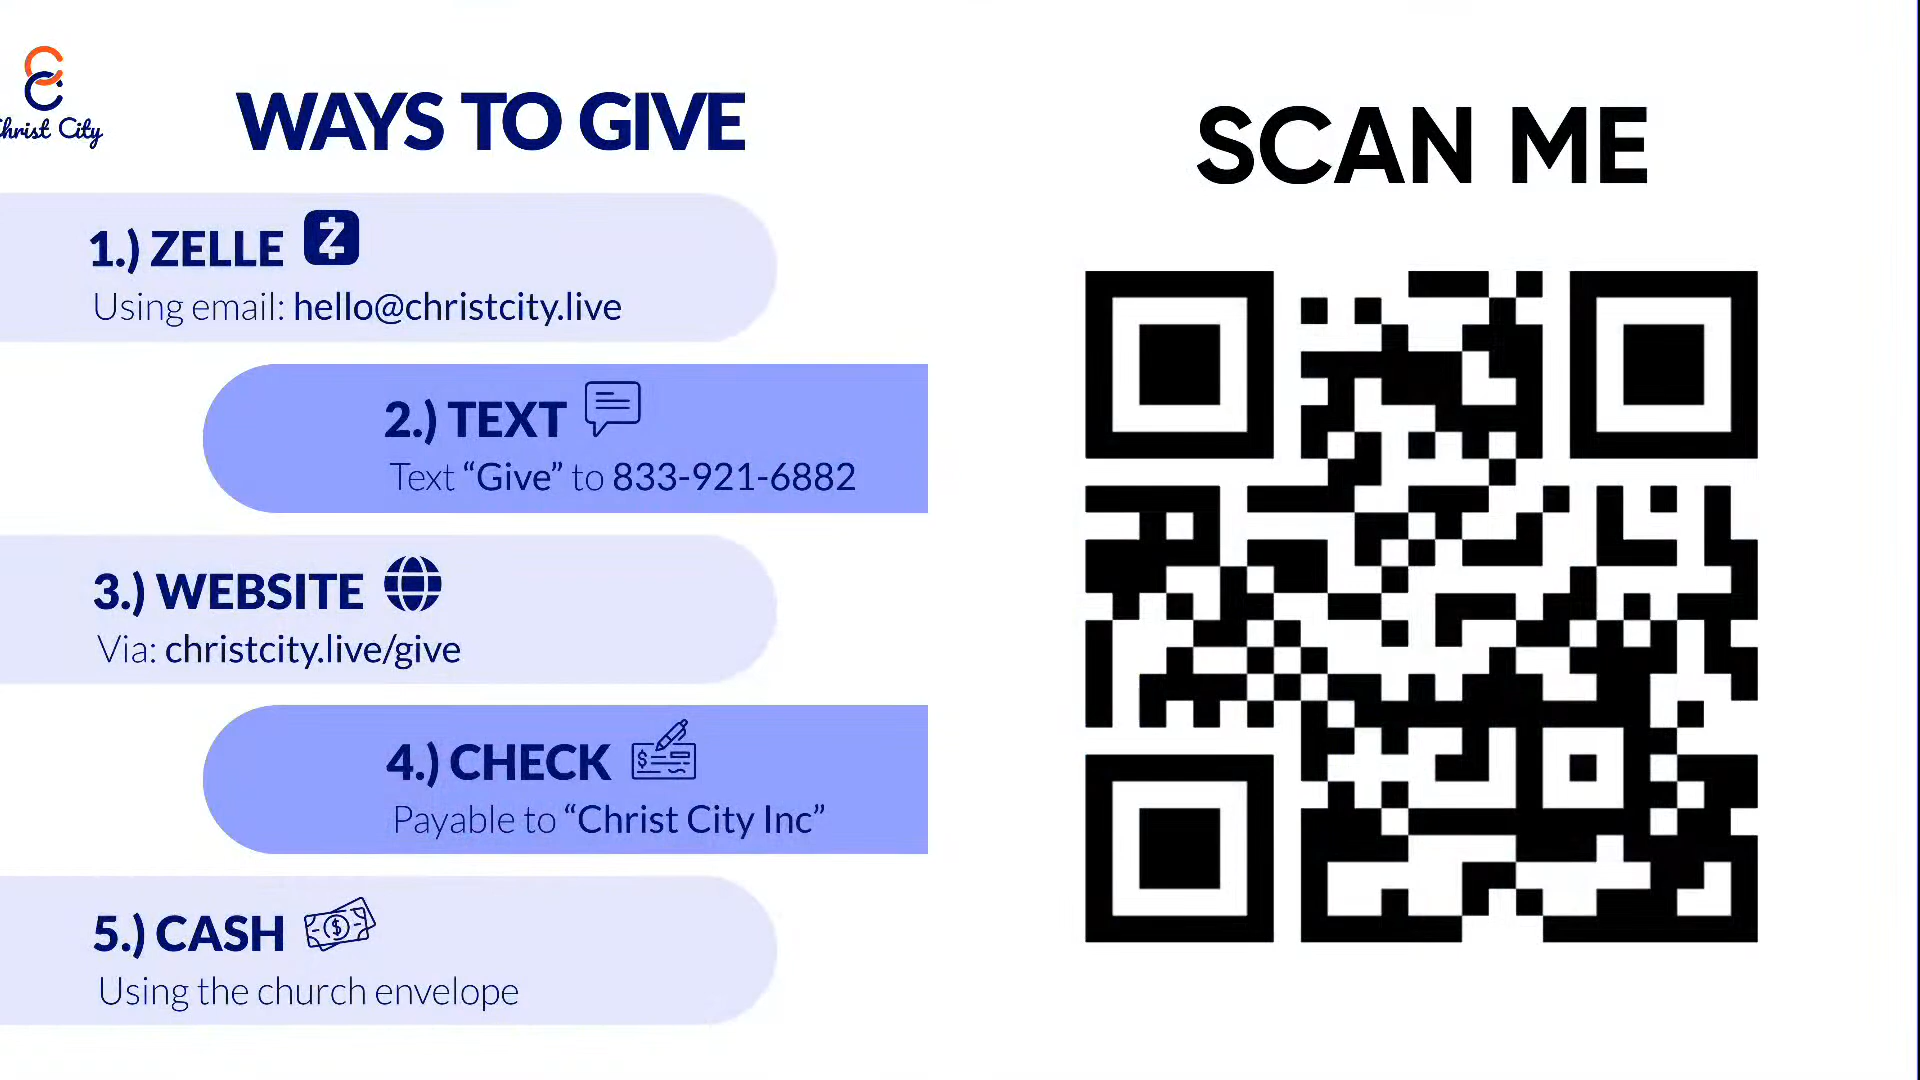 Christ City
WAYS TO GIVE
1.) ZELLE
Using email: hello@christcity.live
2.) TEXT
Text “Give” to 833-921-6882
3.) WEBSITE
Via: christcity.live/give
4.) CHECK
Payable to “Christ City Inc”
5.) CASH
Using the church envelope
SCAN ME